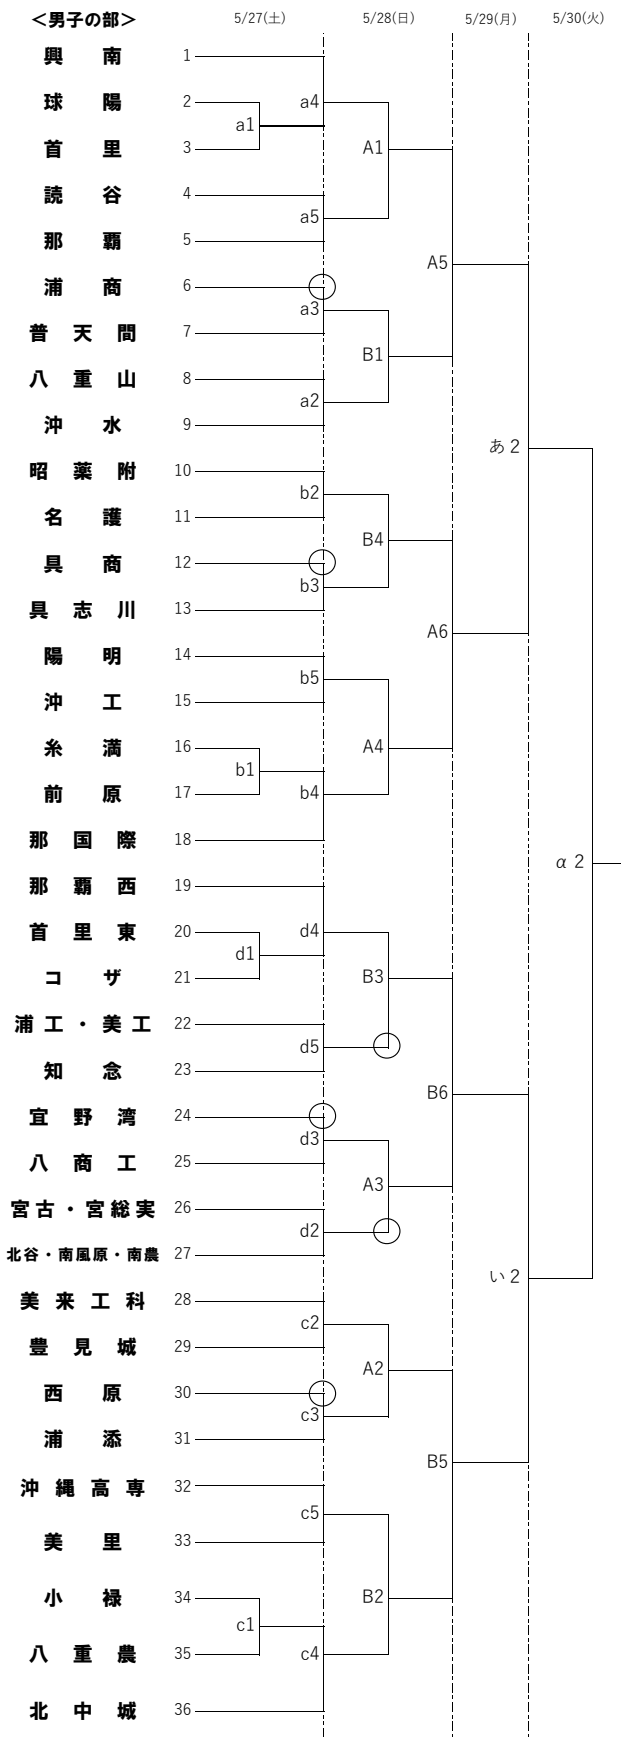 ＜男子の部＞ 5/27(土) 5/28(日) 5/29(月) 5/30(火)
興南 1
球陽 2 a4
a1
首里 3 A1
読谷 4
a5
那覇 5
A5
浦商 6
a3
普天間 7
B1
八重山 8
a2
沖水 9
あ2
昭薬附 10
b2
名護 11
B4
具商 12
b3
具志川 13
A6
陽明 14
b5
沖工 15
糸満 16 A4
b1
前原 17 b4
那国際 18
α2
那覇西 19
首里東 20 d4
d1
コザ 21 B3
浦工・美工 22
d5
知念 23
B6
宜野湾 24
d3
八商工 25
A3
宮古・宮総実 26
d2
北谷・南風原・南農 27
い2
美来工科 28
c2
豊見城 29
A2
西原 30
c3
浦添 31
B5
沖縄高専 32
c5
美里 33
小禄 34 B2
c1
八重農 35 c4
北中城 36